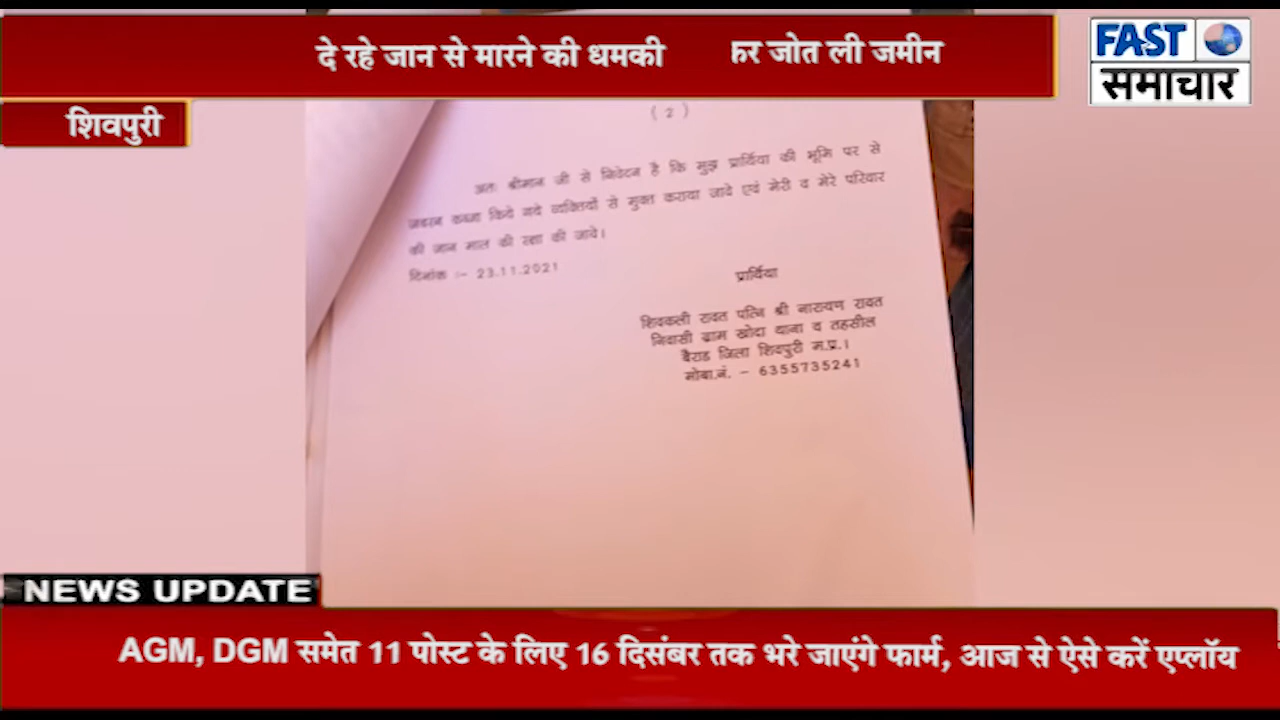 दे रहे जान से मारने की धमकी
कर जोत ली जमीन
FAST
समाचार
शिवपुरी
( 2 )
अतः श्रीमान जी से निवेदन है कि मुझ प्रार्थिया की भूमि पर से
जबरन कब्जा किये गये व्यक्तियों से मुक्त कराया जावे एवं मेरी व मेरे परिवार
की जान माल की रक्षा की जावे।
दिनांक :- 23.11.2021
प्रार्थिया
शिवकली रावत पत्नि श्री नारायण रावत
निवासी ग्राम खोदा थाना व तहसील
बैराड जिला शिवपुरी म.प्र.।
मोबा.नं. - 6355735241
NEWS UPDATE
AGM, DGM समेत 11 पोस्ट के लिए 16 दिसंबर तक भरे जाएंगे फार्म, आज से ऐसे करें एप्लॉय